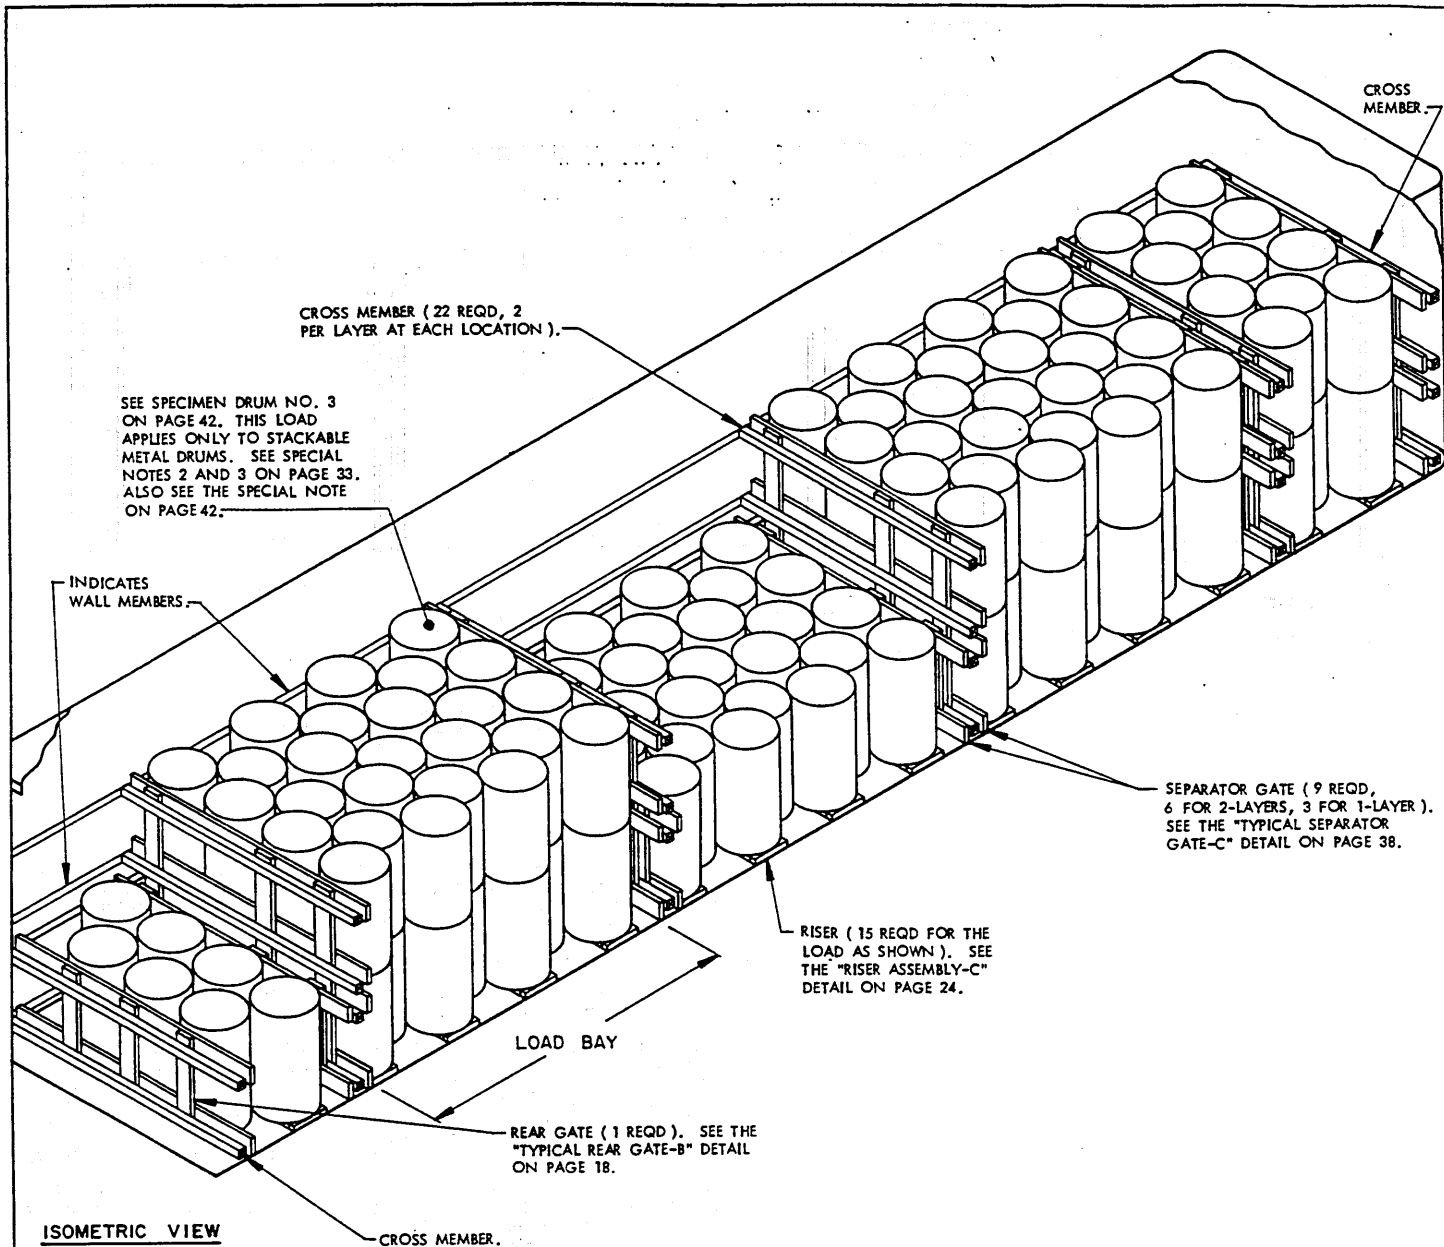 CROSS
MEMBER.
CROSS MEMBER ( 22 REQD, 2
PER LAYER AT EACH LOCATION ).
SEE SPECIMEN DRUM NO. 3
ON PAGE 42. THIS LOAD
APPLIES ONLY TO STACKABLE
METAL DRUMS. SEE SPECIAL
NOTES 2 AND 3 ON PAGE 33.
ALSO SEE THE SPECIAL NOTE
ON PAGE 42.
INDICATES
WALL MEMBERS.
SEPARATOR GATE ( 9 REQD,
6 FOR 2-LAYERS, 3 FOR 1-LAYER ).
SEE THE "TYPICAL SEPARATOR
GATE-C" DETAIL ON PAGE 38.
RISER ( 15 REQD FOR THE
LOAD AS SHOWN ). SEE
THE "RISER ASSEMBLY-C"
DETAIL ON PAGE 24.
LOAD BAY
REAR GATE ( 1 REQD ). SEE THE
"TYPICAL REAR GATE-B" DETAIL
ON PAGE 18.
ISOMETRIC VIEW
CROSS MEMBER.